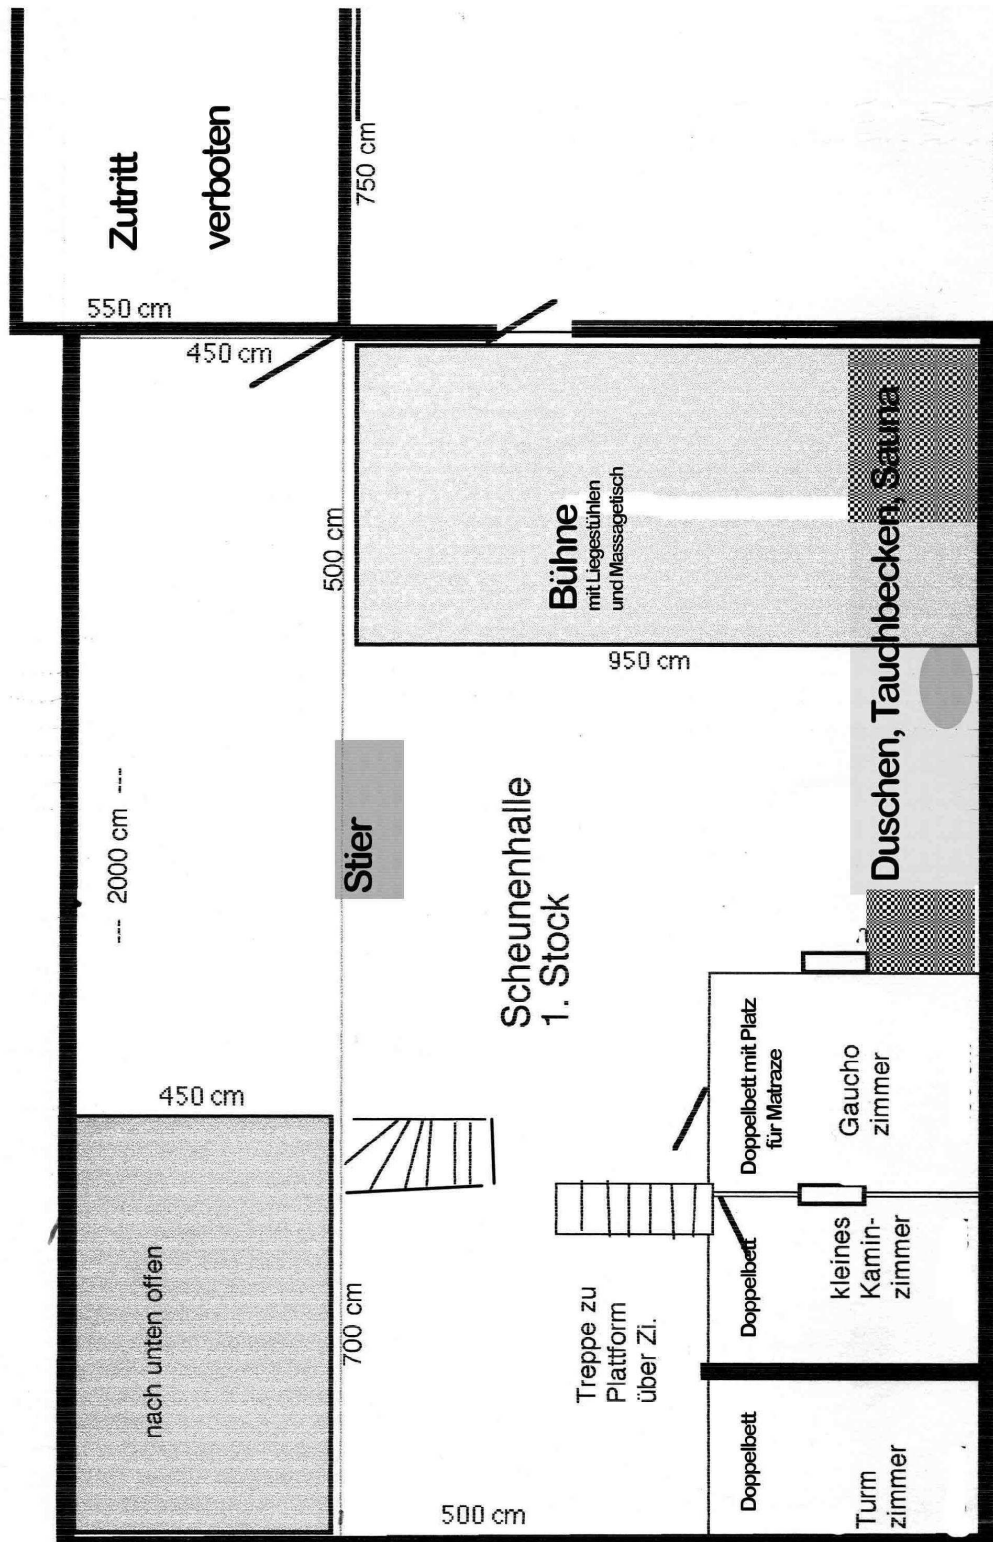 Zutritt
verboten
750 cm
550 cm
450 cm
500 cm
Bühne
mit Liegestühlen
und Massagetisch
950 cm
Duschen, Tauchbecken, Sauna
--- 2000 cm ---
Stier
Scheunenhalle
1. Stock
450 cm
nach unten offen
700 cm
Treppe zu
Plattform
über Zi.
500 cm
Doppelbett mit Platz
für Matraze
Gaucho
zimmer
Doppelbett
kleines
Kamin-
zimmer
Doppelbett
Turm
zimmer